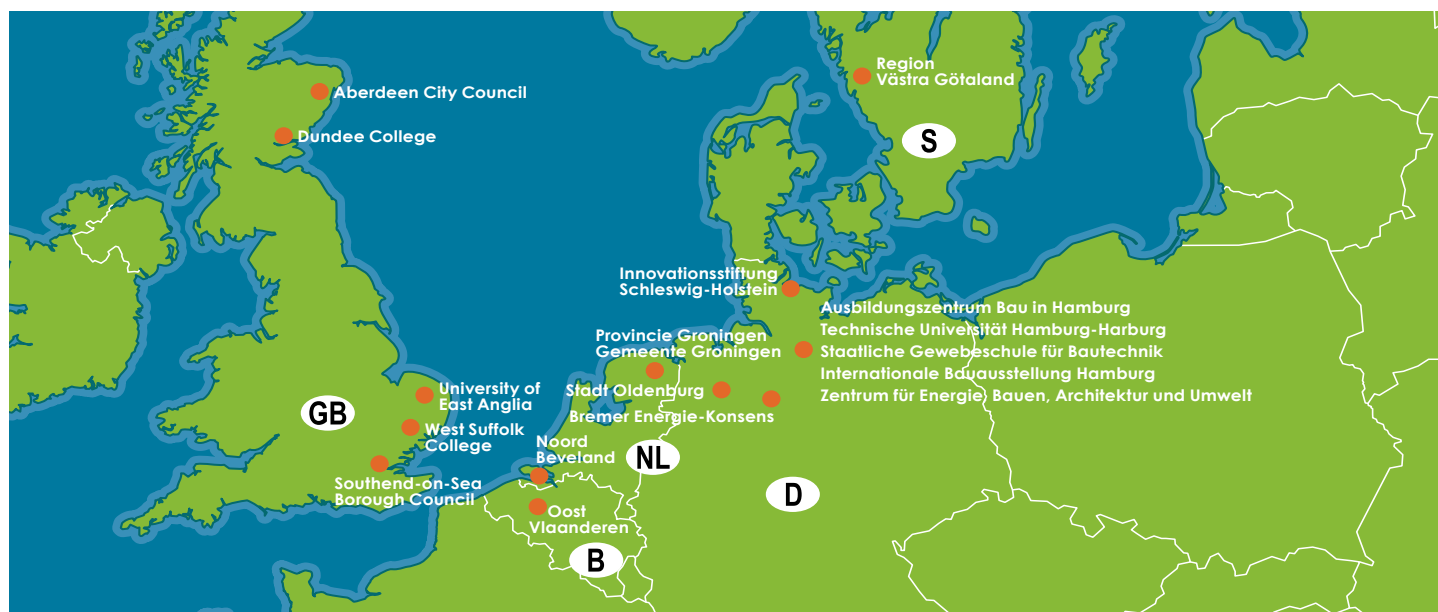 Region
Västra Götaland
Aberdeen City Council
Dundee College
S
Innovationsstiftung
Schleswig-Holstein
Ausbildungszentrum Bau in Hamburg
Technische Universität Hamburg-Harburg
Staatliche Gewebeschule für Bautechnik
Internationale Bauausstellung Hamburg
Zentrum für Energie, Bauen, Architektur und Umwelt
Provincie Groningen
Gemeente Groningen
Stadt Oldenburg
Bremer Energie-Konsens
University of
East Anglia
GB
West Suffolk
College
Noord
Beveland
NL
Southend-on-Sea
Borough Council
D
Oost
Vlaanderen
B